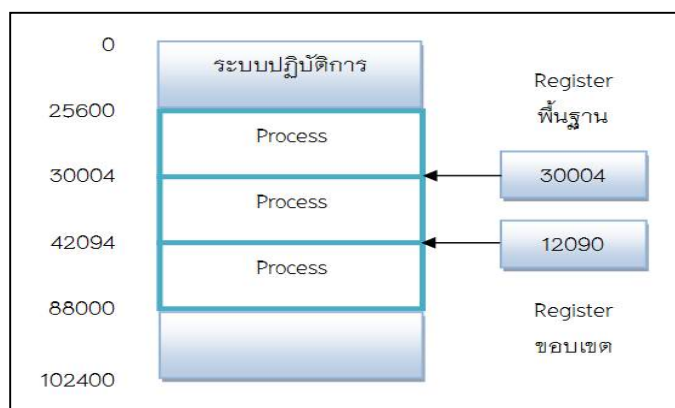 0
ระบบปฏิบัติการ
Register
พื้นฐาน
25600
Process
30004
30004
Process
42094
12090
Process
88000
Register
ขอบเขต
102400